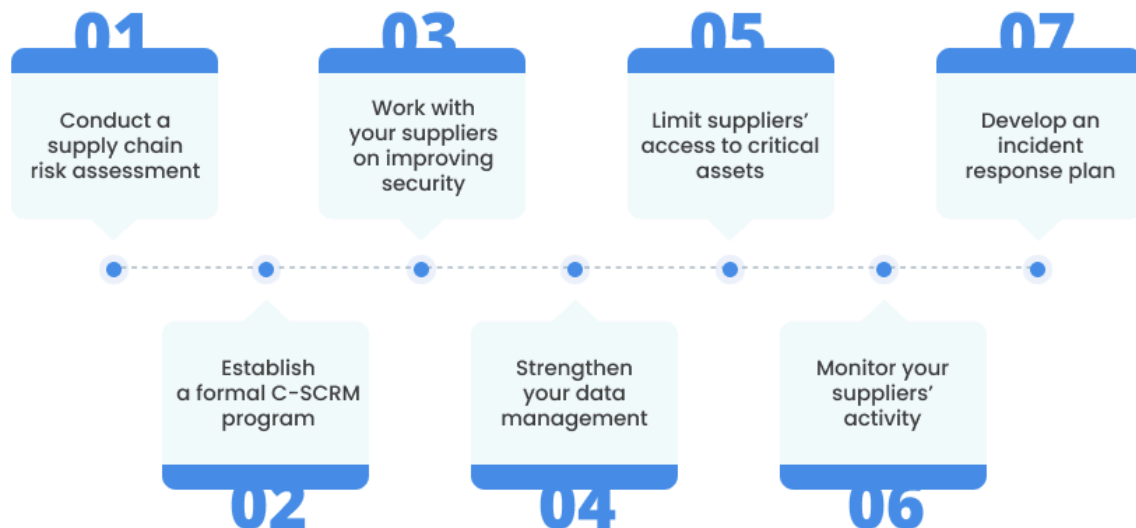 01
Conduct a
supply chain
risk assessment
02
Establish
a formal C-SCRM
program
03
Work with
your suppliers
on improving
security
04
Strengthen
your data
management
05
Limit suppliers’
access to critical
assets
06
Monitor your
suppliers’
activity
07
Develop an
incident
response plan